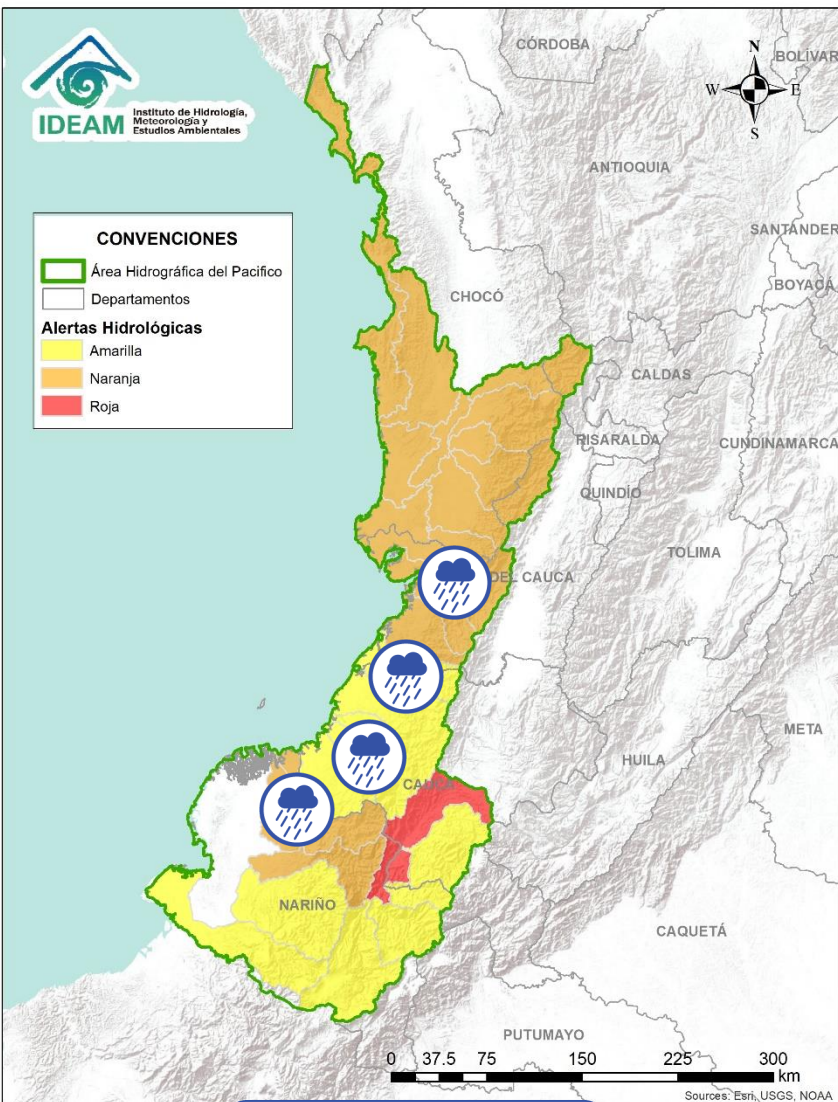 IDEAM
Instituto de Hidrología,
Meteorología y
Estudios Ambientales
CÓRDOBA
BOLÍVAR
N
W E
S
ANTIOQUIA
SANTANDER
BOYACÁ
CONVENCIONES
Área Hidrográfica del Pacifico
Departamentos
Alertas Hidrológicas
Amarilla
Naranja
Roja
CHOCÓ
CALDAS
RISARALDA
CUNDINAMARCA
QUINDÍO
TOLIMA
DEL CAUCA
META
HUILA
CAUCA
NARIÑO
CAQUETÁ
PUTUMAYO
0 37.5 75 150 225 300
km
Sources: Esri, USGS, NOAA